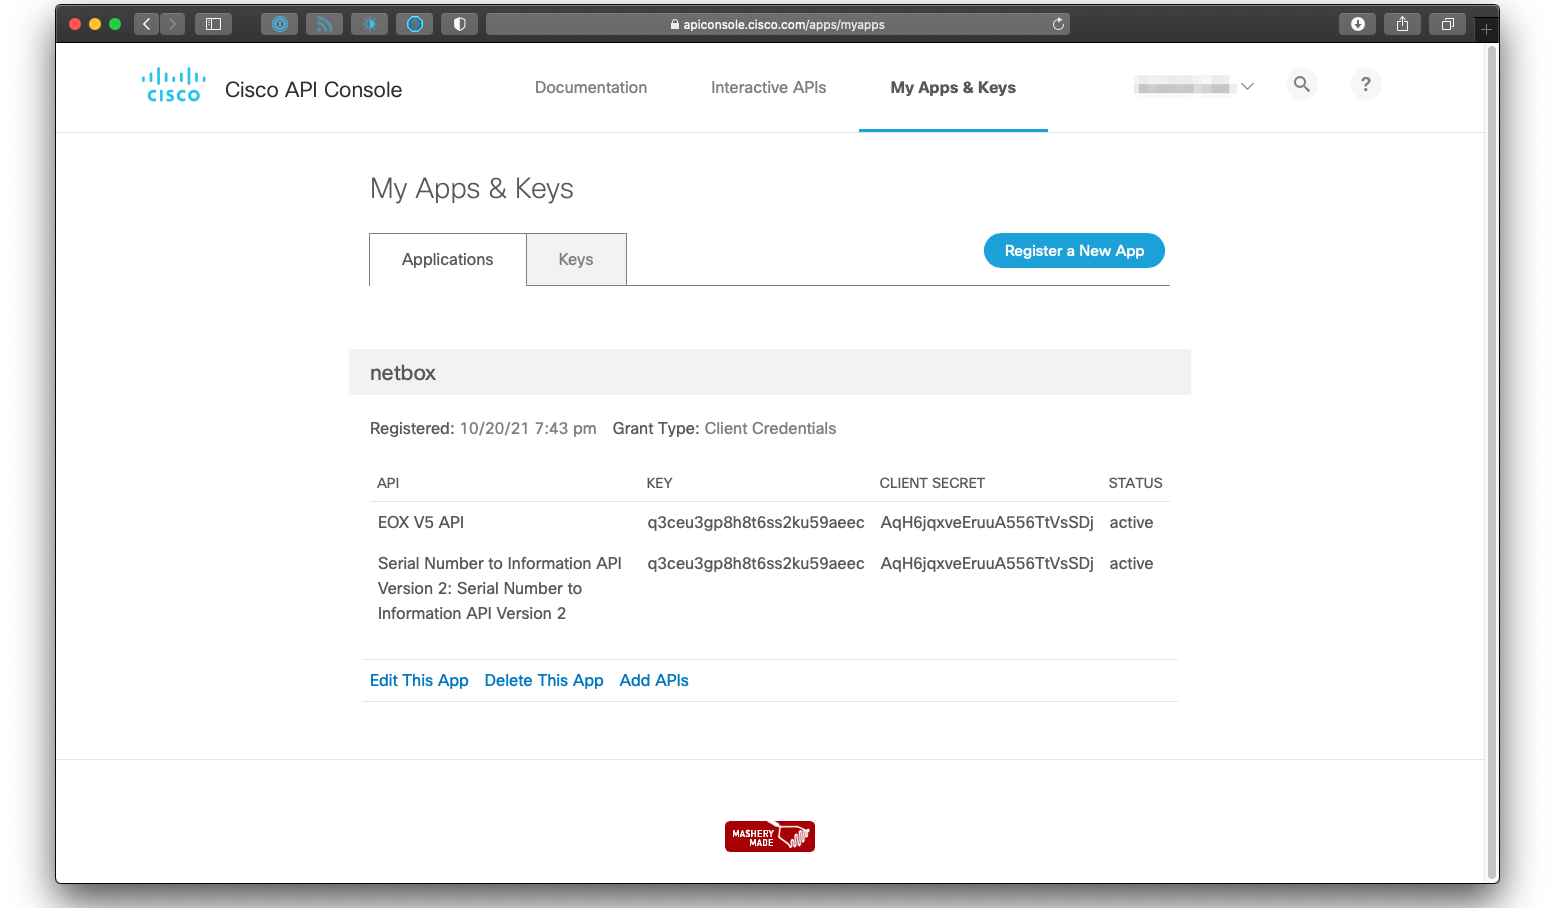 apiconsole.cisco.com/apps/myapps
CISCO
Cisco API Console
Documentation
Interactive APIs
My Apps & Keys
?
My Apps & Keys
Applications
Keys
Register a New App
netbox
Registered: 10/20/21 7:43 pm Grant Type: Client Credentials
API KEY CLIENT SECRET STATUS
EOX V5 API q3ceu3gp8h8t6ss2ku59aeec AqH6jqxveEruuA556TtVsSDj active
Serial Number to Information API q3ceu3gp8h8t6ss2ku59aeec AqH6jqxveEruuA556TtVsSDj active
Version 2: Serial Number to
Information API Version 2
Edit This App Delete This App Add APIs
MASHERY
MADE